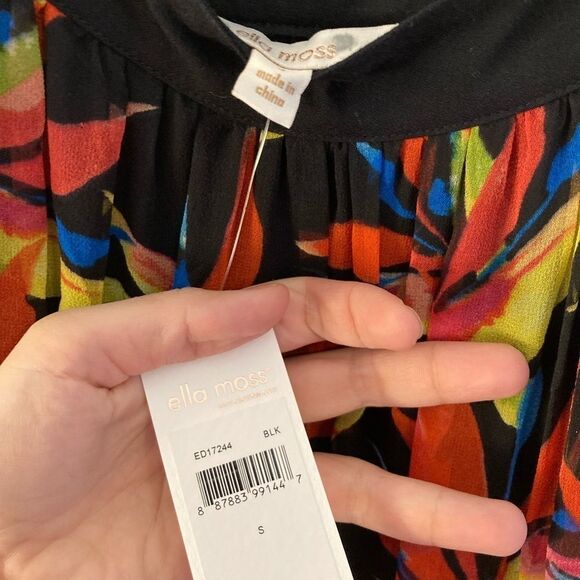 ella moss
made in
china
ella moss
ED17244 BLK
8 87883 99144 7
S